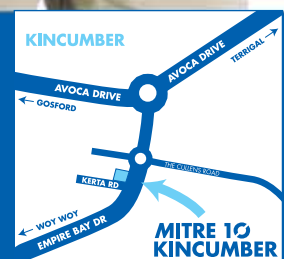 KINCUMBER
AVOCA DRIVE
TERRIGAL
AVOCA DRIVE
GOSFORD
THE CULLENS ROAD
KERTA RD
WOY WOY
EMPIRE BAY DR
MITRE 10
KINCUMBER